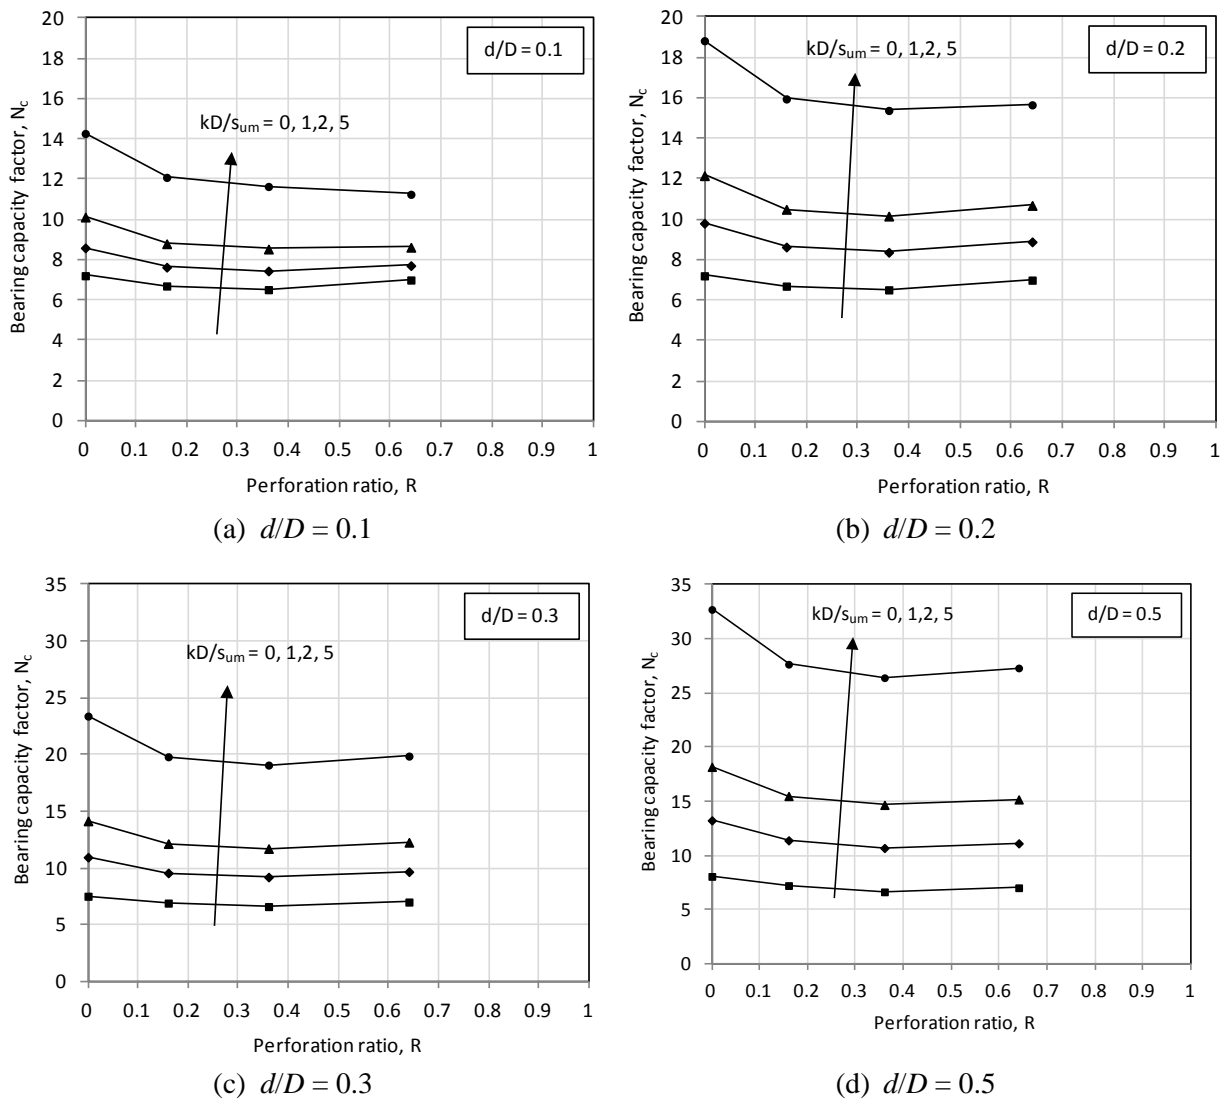 20
18
16
14
12
10
8
6
4
2
0
Bearing capacity factor, Nc
d/D = 0.1
kD/sum = 0, 1,2, 5
0 0.1 0.2 0.3 0.4 0.5 0.6 0.7 0.8 0.9 1
Perforation ratio, R
(a) d/D = 0.1
20
18
16
14
12
10
8
6
4
2
0
Bearing capacity factor, Nc
kD/sum = 0, 1,2, 5
d/D = 0.2
0 0.1 0.2 0.3 0.4 0.5 0.6 0.7 0.8 0.9 1
Perforation ratio, R
(b) d/D = 0.2
35
30
25
20
15
10
5
0
Bearing capacity factor, Nc
d/D = 0.3
kD/sum = 0, 1,2, 5
0 0.1 0.2 0.3 0.4 0.5 0.6 0.7 0.8 0.9 1
Perforation ratio, R
(c) d/D = 0.3
35
30
25
20
15
10
5
0
Bearing capacity factor, Nc
kD/sum = 0, 1,2, 5
d/D = 0.5
0 0.1 0.2 0.3 0.4 0.5 0.6 0.7 0.8 0.9 1
Perforation ratio, R
(d) d/D = 0.5